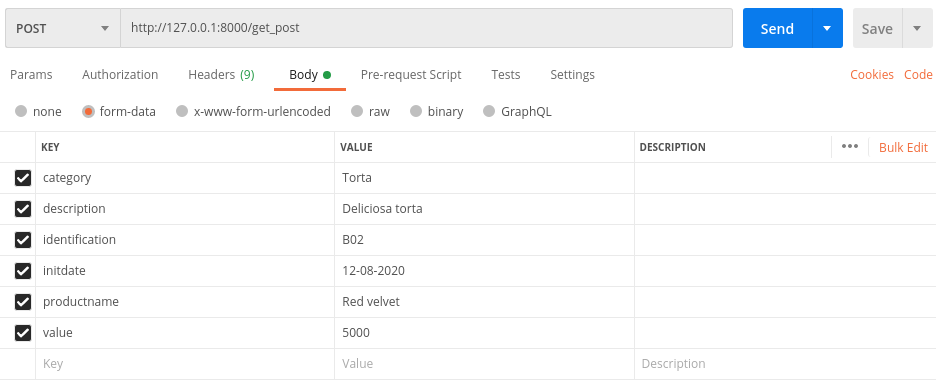 POST http://127.0.0.1:8000/get_post Send Save
Params Authorization Headers (9) Body Pre-request Script Tests Settings Cookies Code
none form-data x-www-form-urlencoded raw binary GraphQL
KEY VALUE DESCRIPTION ••• Bulk Edit
category Torta
description Deliciosa torta
identification B02
initdate 12-08-2020
productname Red velvet
value 5000
Key Value Description